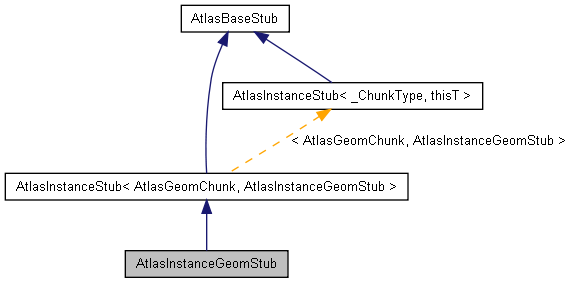 AtlasBaseStub
AtlasInstanceStub< _ChunkType, thisT >
< AtlasGeomChunk, AtlasInstanceGeomStub >
AtlasInstanceStub< AtlasGeomChunk, AtlasInstanceGeomStub >
AtlasInstanceGeomStub